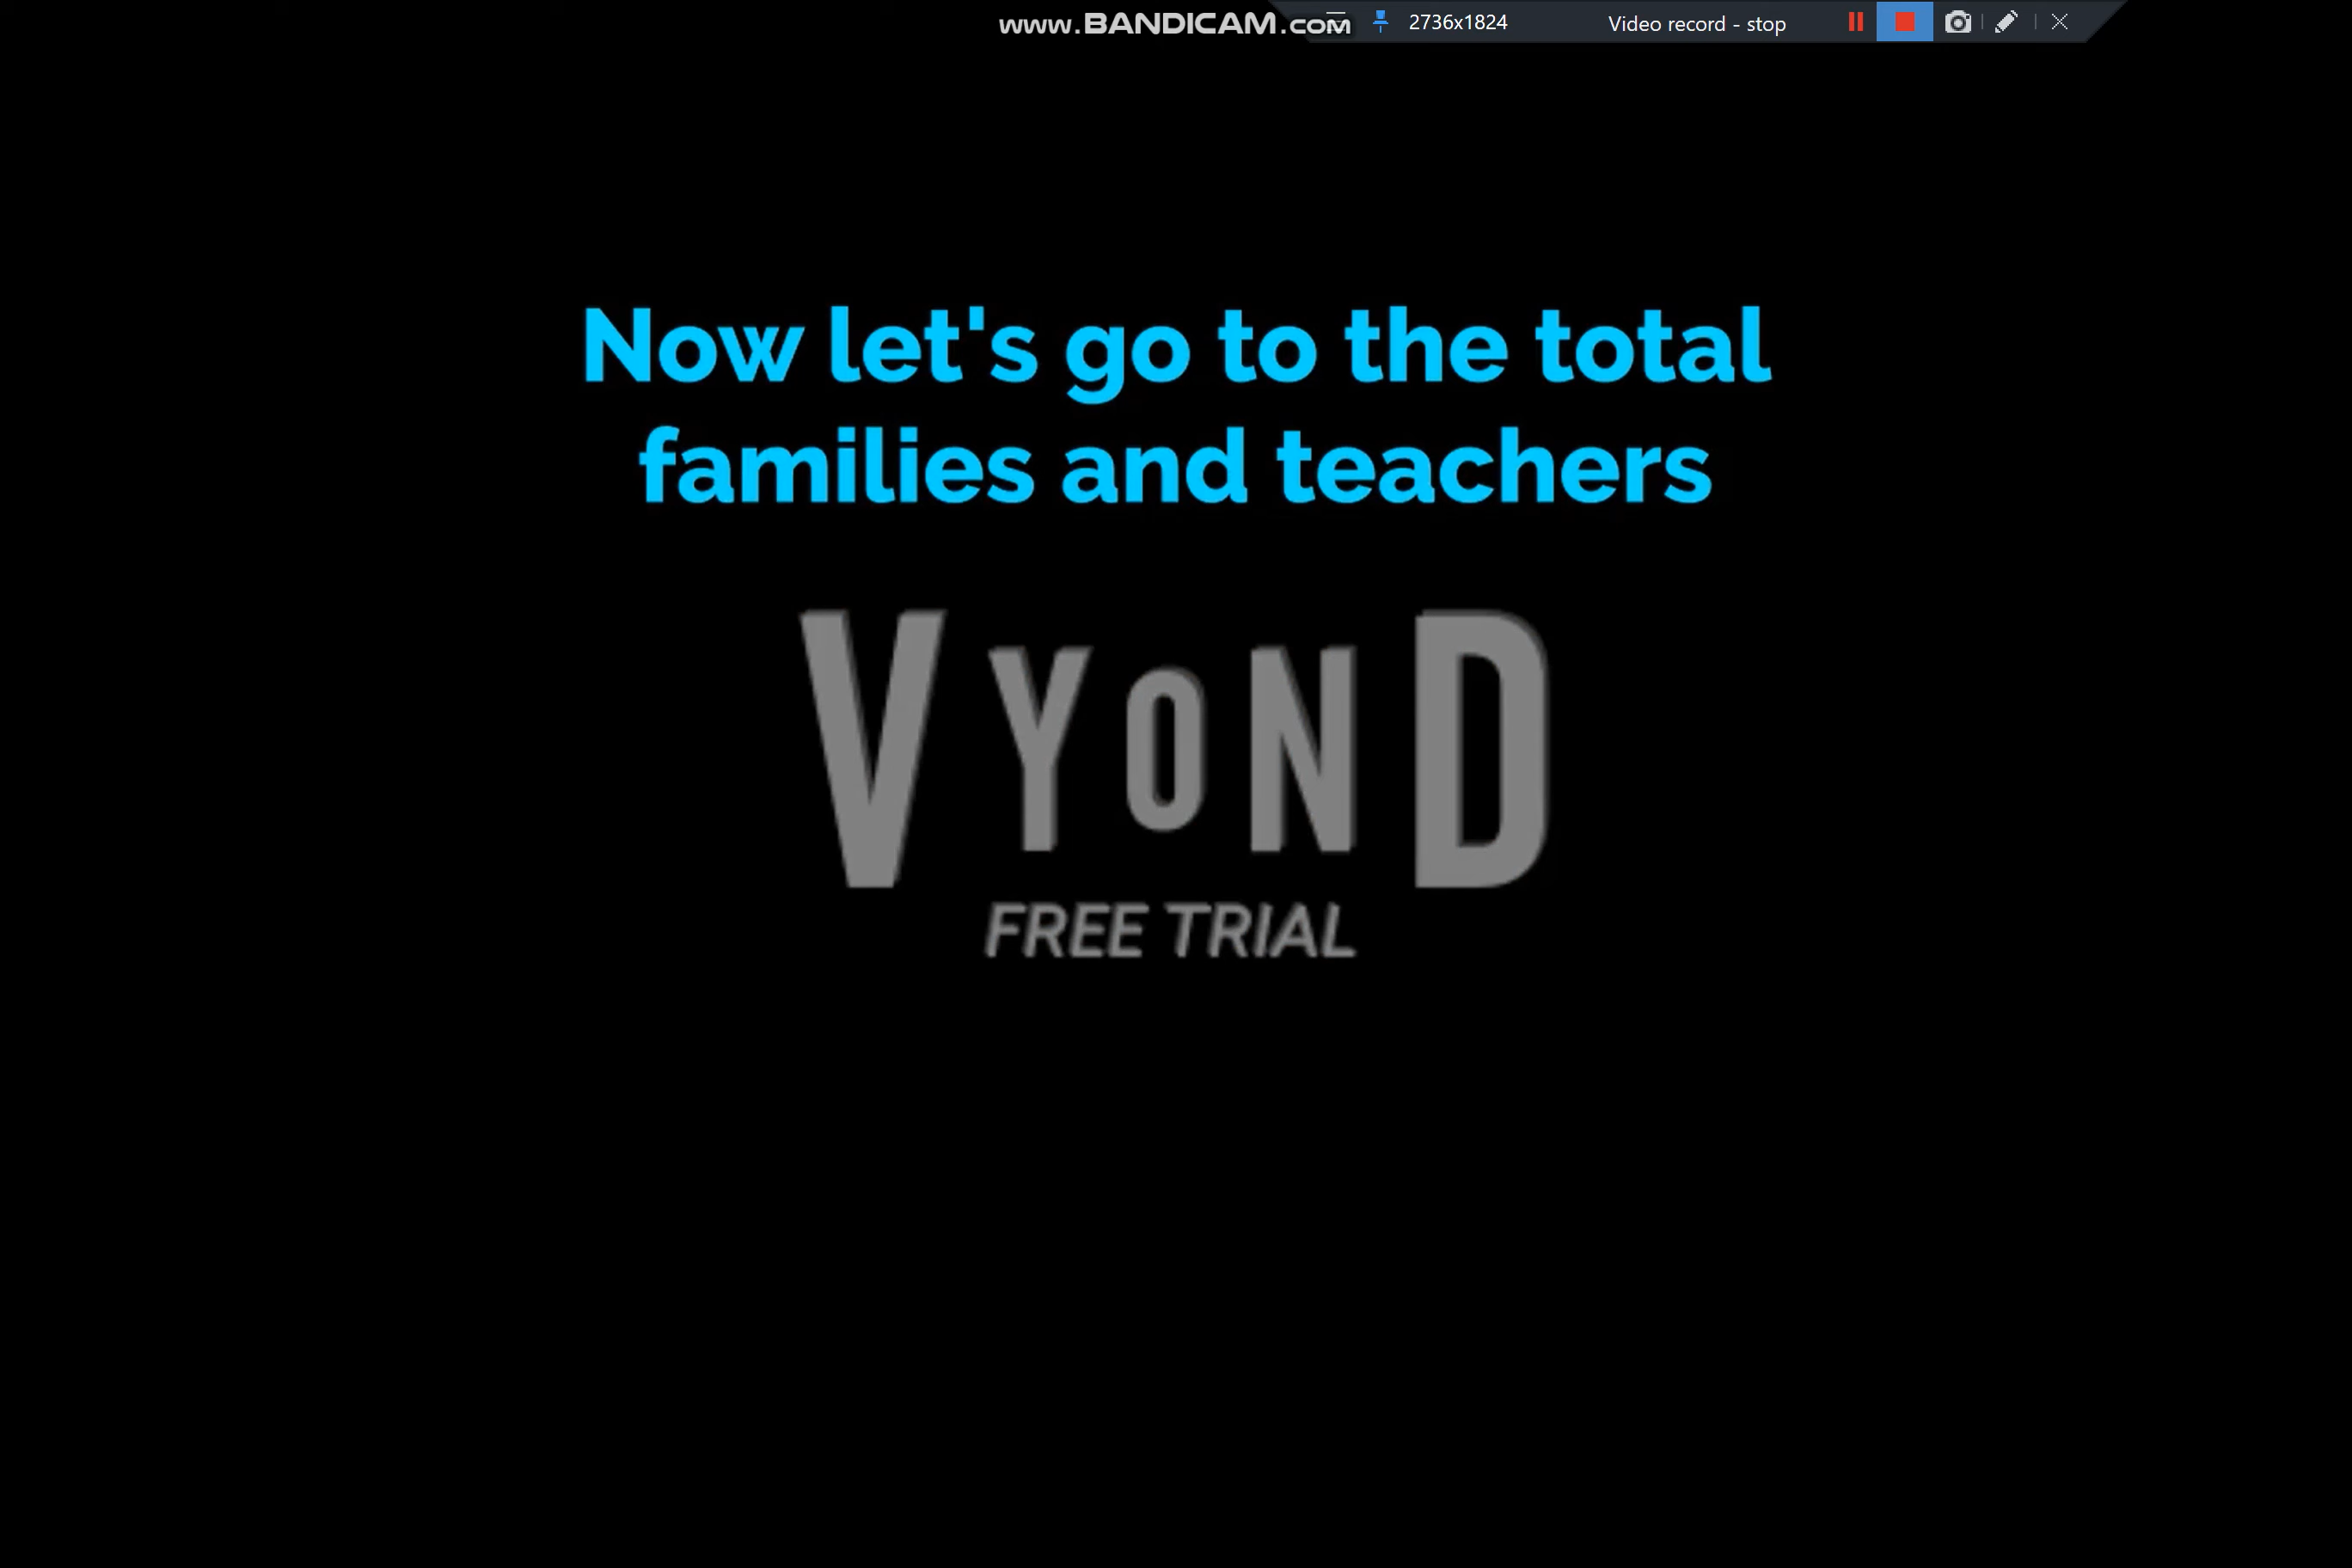 www.BANDICAM.com 2736x1824 Video record - stop
Now let's go to the total
families and teachers
VYOND
FREE TRIAL